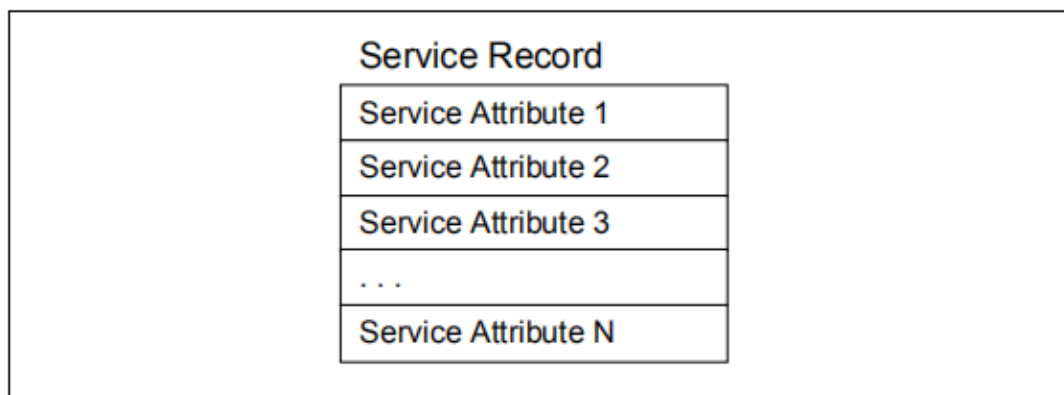 Service Record
Service Attribute 1
Service Attribute 2
Service Attribute 3
. . .
Service Attribute N